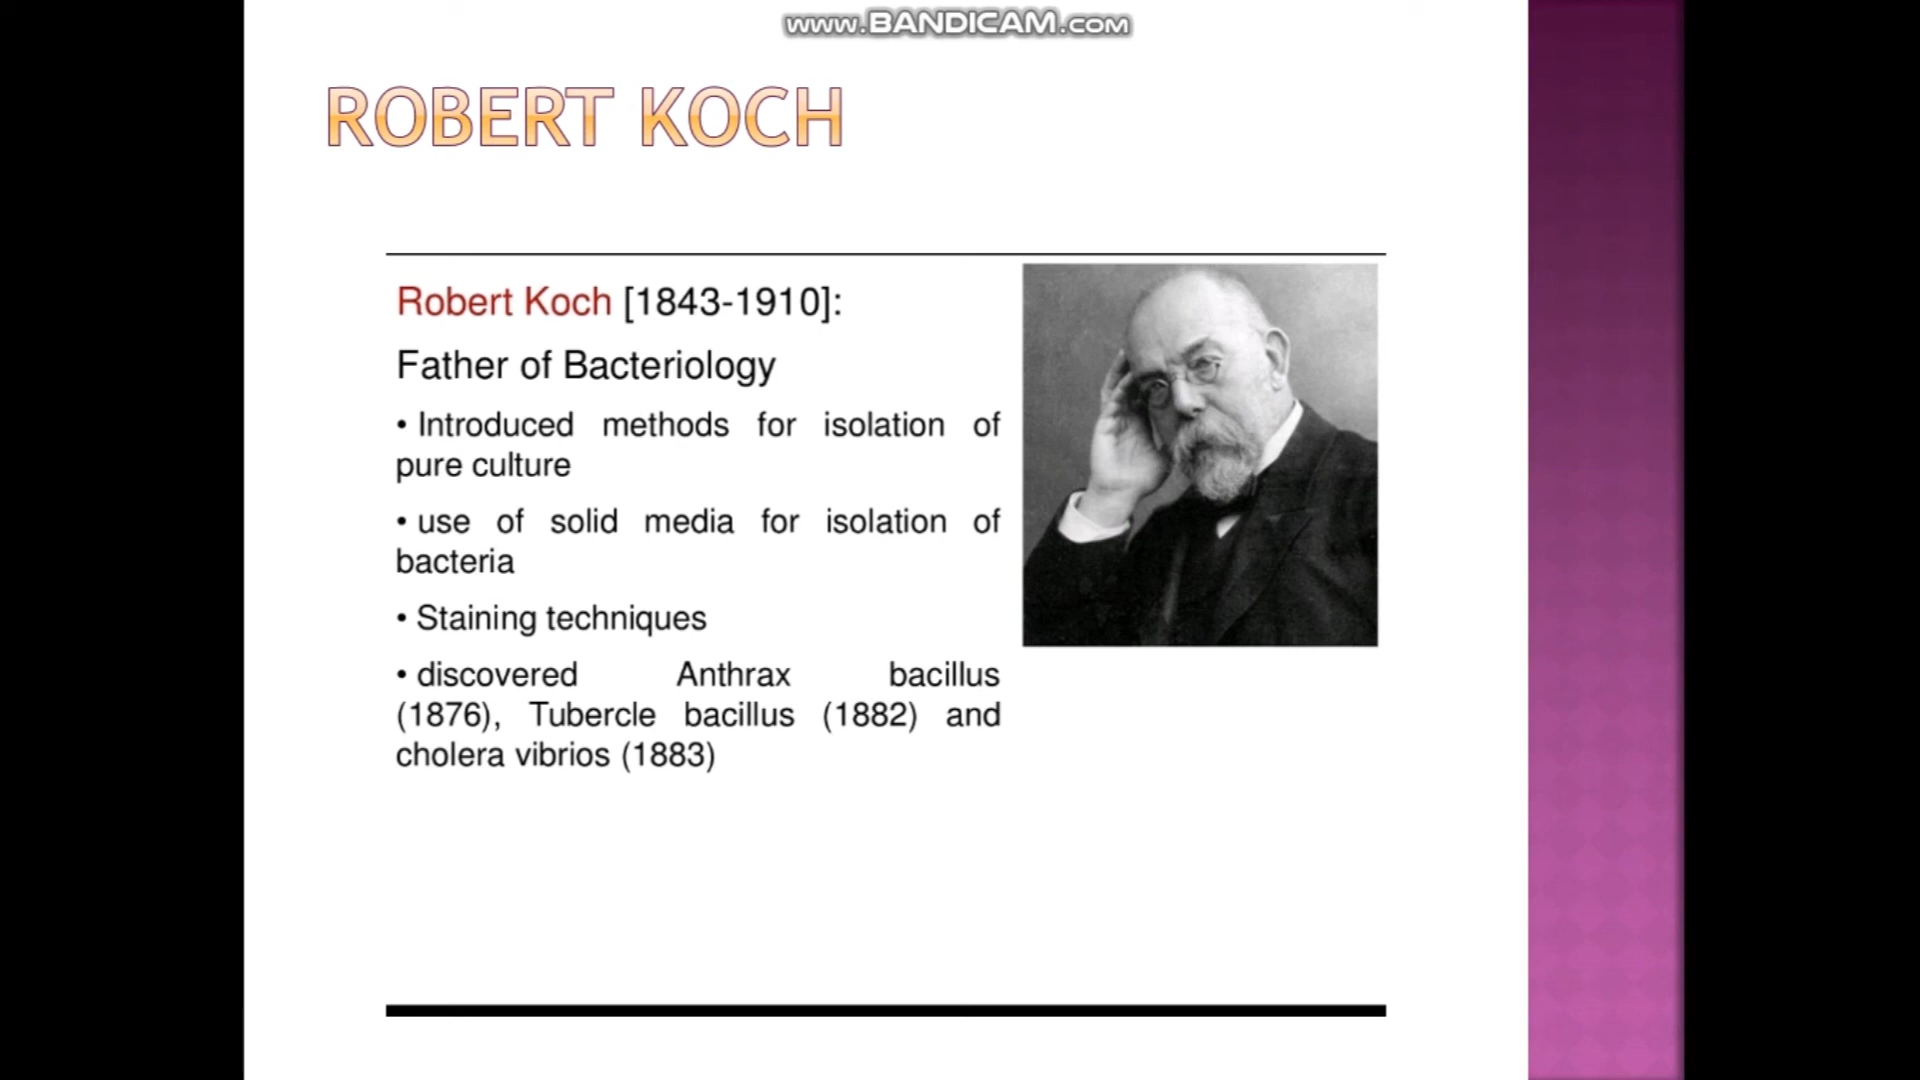 www.BANDICAM.com
ROBERT KOCH
Robert Koch [1843-1910]:
Father of Bacteriology
• Introduced methods for isolation of
pure culture
• use of solid media for isolation of
bacteria
• Staining techniques
• discovered Anthrax bacillus
(1876), Tubercle bacillus (1882) and
cholera vibrios (1883)